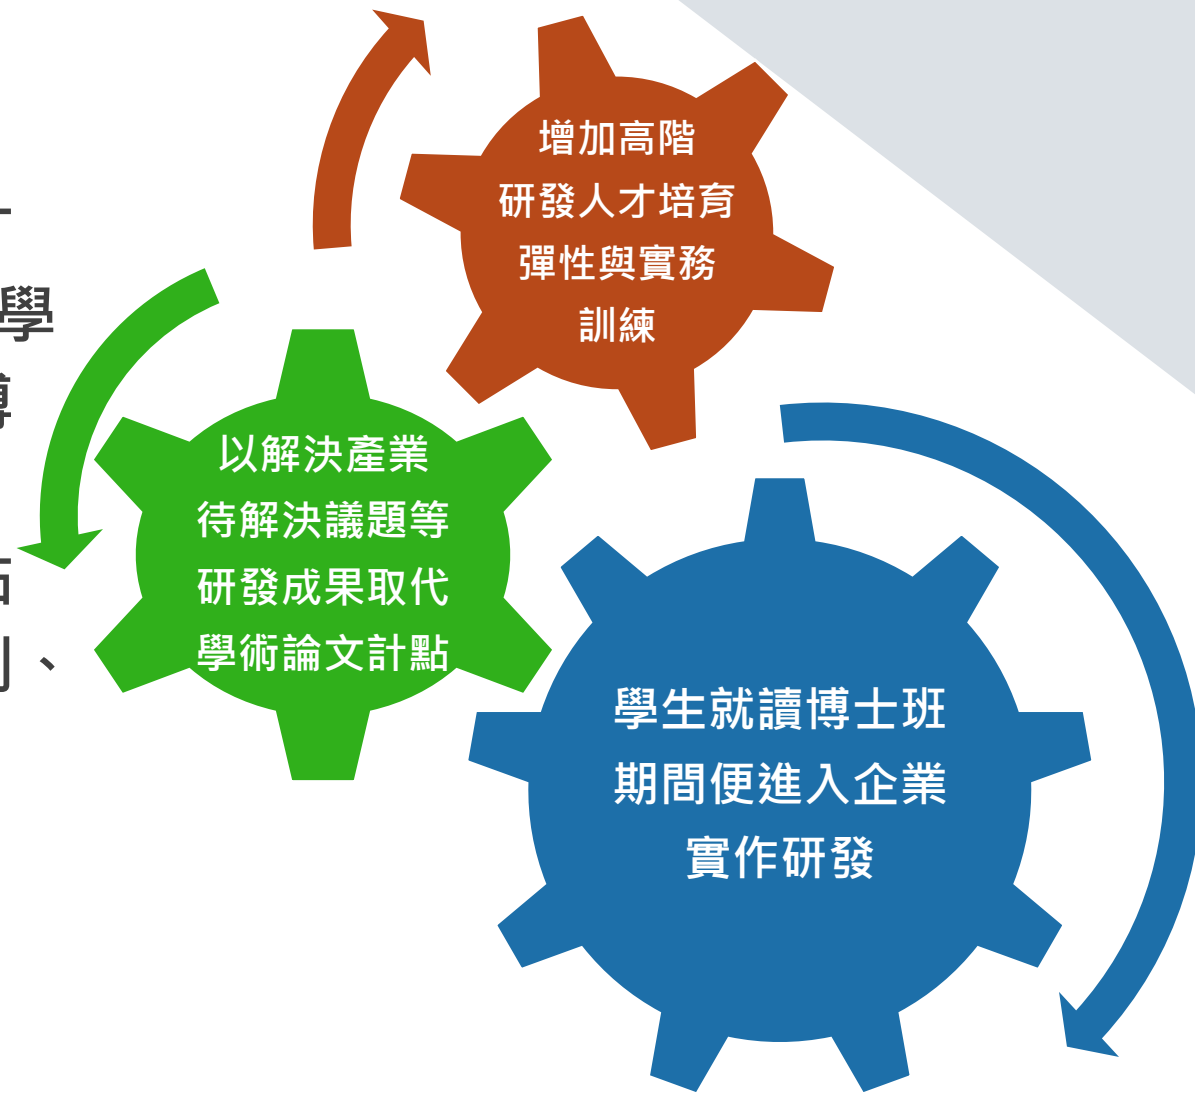 增加高階
研發人才培育
彈性與實務
訓練
學
以解決產業
待解決議題等
研發成果取代
學術論文計點
、
學生就讀博士班
期間便進入企業
實作研發